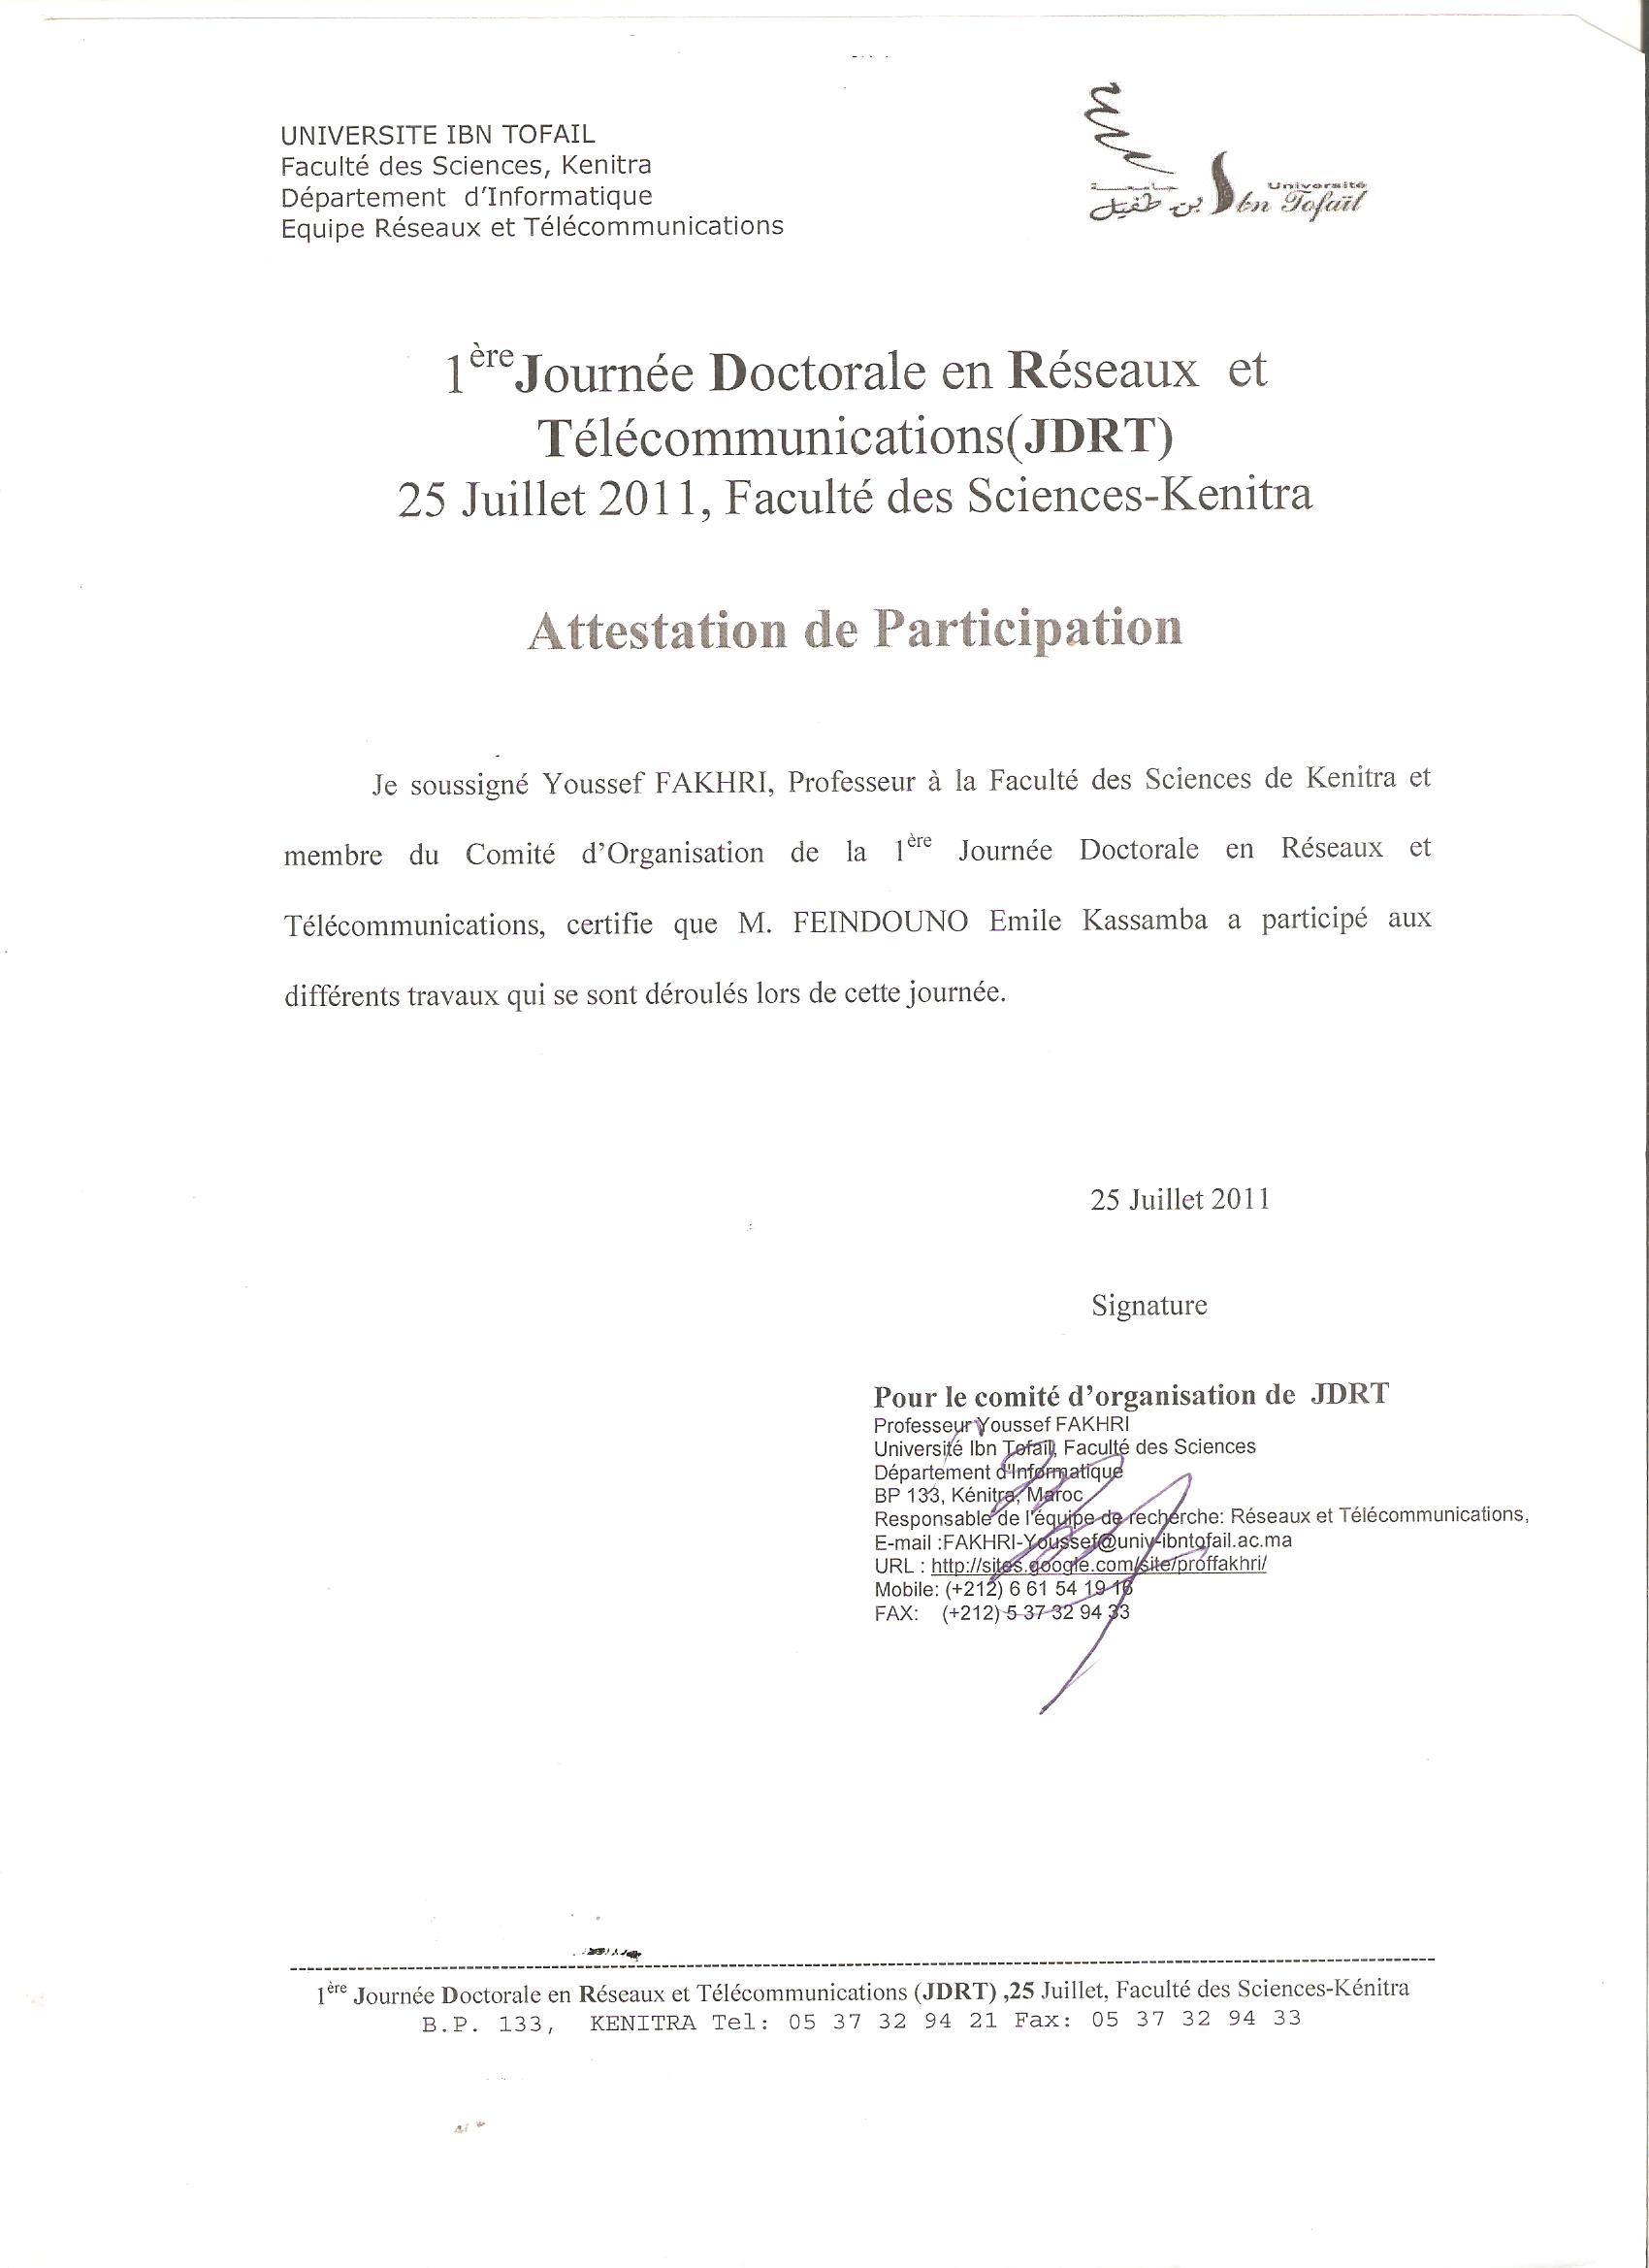 UNIVERSITE IBN TOFAIL
Faculté des Sciences, Kenitra
Département d’Informatique
Equipe Réseaux et Télécommunications
جامعة
ابن طفيل
Université
Ibn Tofaïl
1ère Journée Doctorale en Réseaux et
Télécommunications(JDRT)
25 Juillet 2011, Faculté des Sciences-Kenitra
Attestation de Participation
Je soussigné Youssef FAKHRI, Professeur à la Faculté des Sciences de Kenitra et
membre du Comité d’Organisation de la 1ère Journée Doctorale en Réseaux et
Télécommunications, certifie que M. FEINDOUNO Emile Kassamba a participé aux
différents travaux qui se sont déroulés lors de cette journée.
25 Juillet 2011
Signature
Pour le comité d’organisation de JDRT
Professeur Youssef FAKHRI
Université Ibn Tofail, Faculté des Sciences
Département d'Informatique
BP 133, Kénitra, Maroc
Responsable de l'équipe de recherche: Réseaux et Télécommunications,
E-mail :FAKHRI-Youssef@univ-ibntofail.ac.ma
URL : http://sites.google.com/site/proffakhri/
Mobile: (+212) 6 61 54 19 16
FAX: (+212) 5 37 32 94 33
1ère Journée Doctorale en Réseaux et Télécommunications (JDRT) ,25 Juillet, Faculté des Sciences-Kénitra
B.P. 133, KENITRA Tel: 05 37 32 94 21 Fax: 05 37 32 94 33